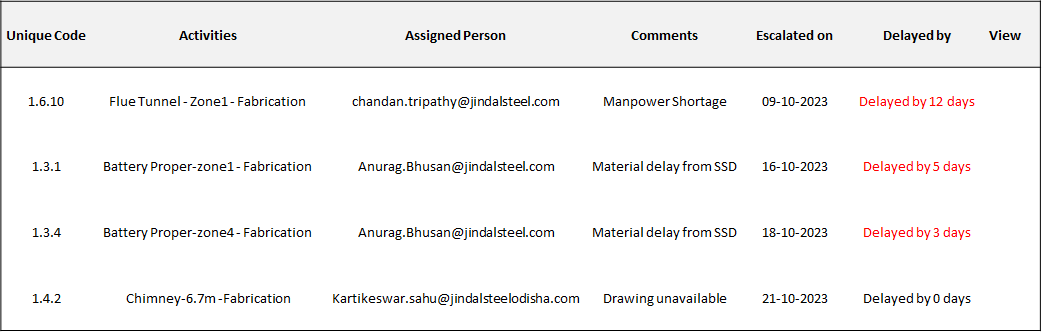 Unique Code Activities Assigned Person Comments Escalated on Delayed by View
1.6.10 Flue Tunnel - Zone1 - Fabrication chandan.tripathy@jindalsteel.com Manpower Shortage 09-10-2023 Delayed by 12 days
1.3.1 Battery Proper-zone1 - Fabrication Anurag.Bhusan@jindalsteel.com Material delay from SSD 16-10-2023 Delayed by 5 days
1.3.4 Battery Proper-zone4 - Fabrication Anurag.Bhusan@jindalsteel.com Material delay from SSD 18-10-2023 Delayed by 3 days
1.4.2 Chimney-6.7m -Fabrication Kartikeswar.sahu@jindalsteelodisha.com Drawing unavailable 21-10-2023 Delayed by 0 days